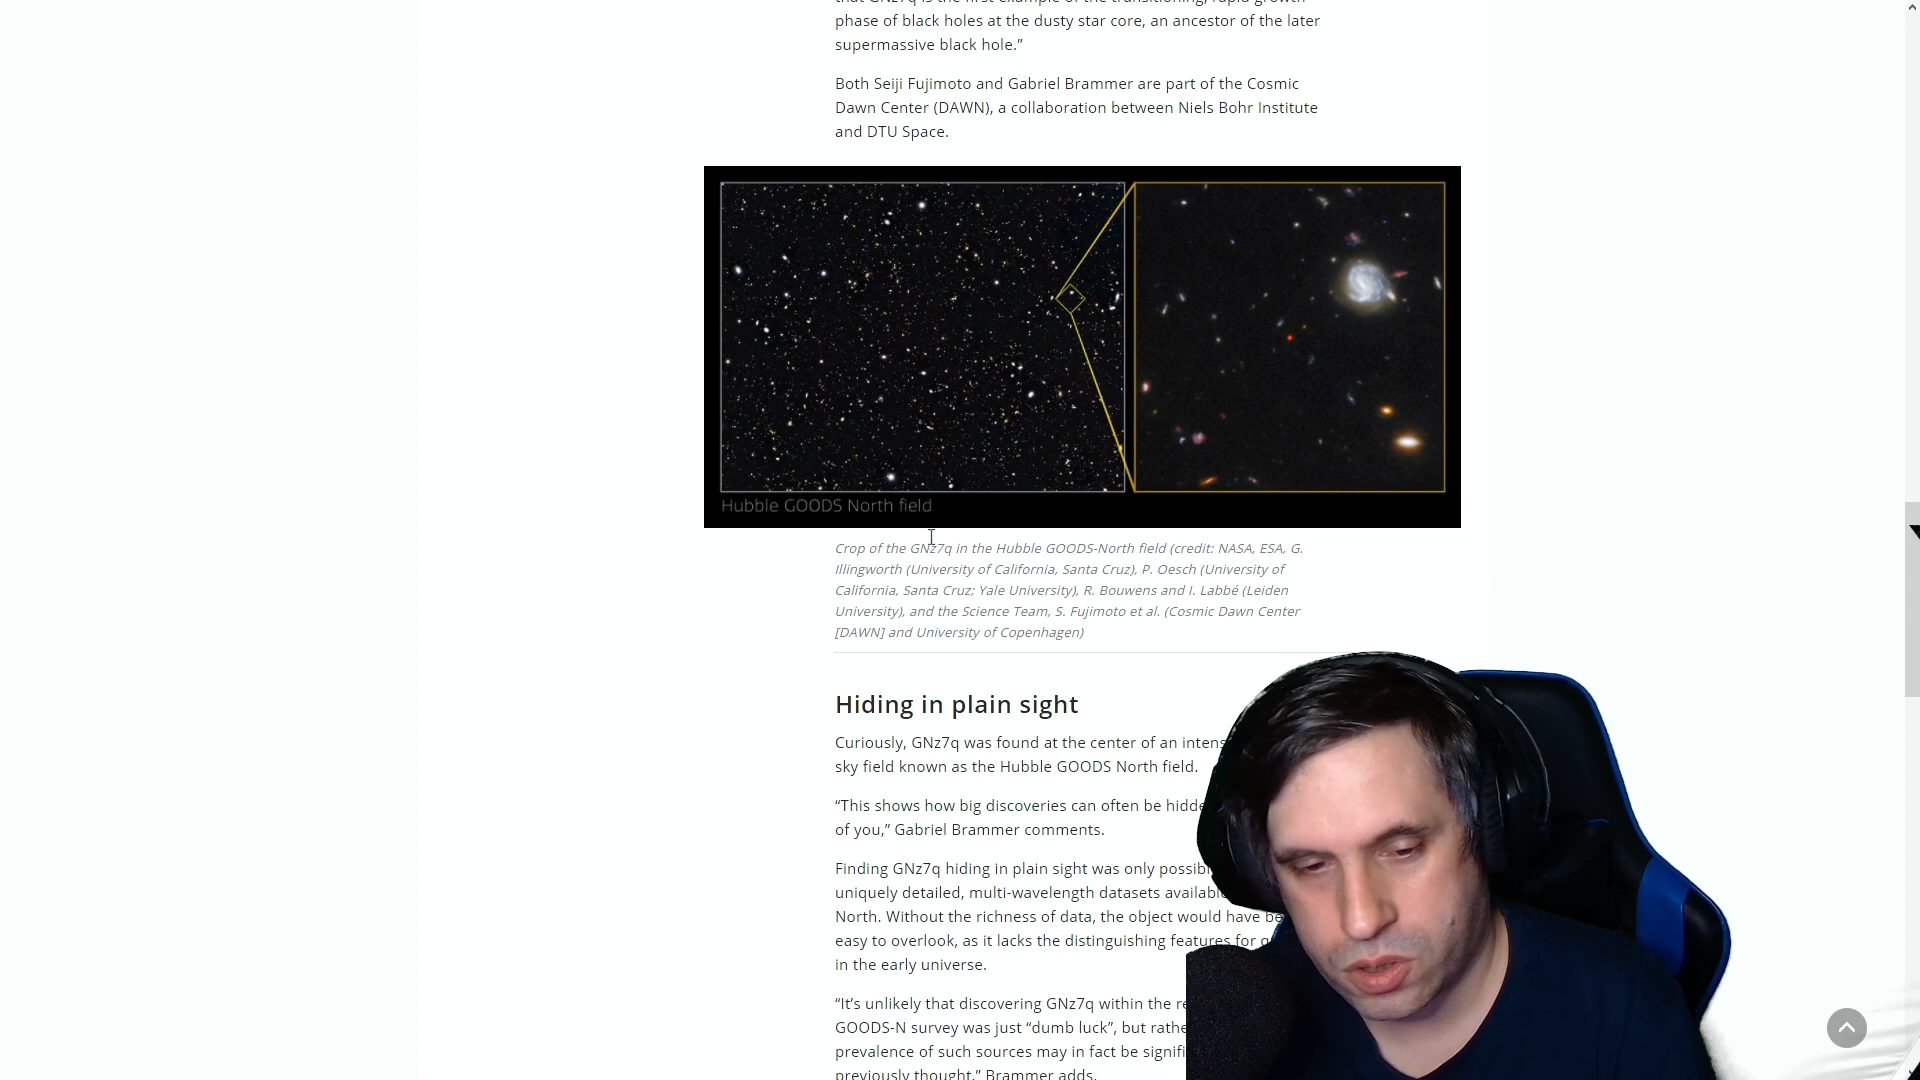 phase of black holes at the dusty star core, an ancestor of the later
supermassive black hole.”
Both Seiji Fujimoto and Gabriel Brammer are part of the Cosmic
Dawn Center (DAWN), a collaboration between Niels Bohr Institute
and DTU Space.
Hubble GOODS North field
Crop of the GNz7q in the Hubble GOODS-North field (credit: NASA, ESA, G.
Illingworth (University of California, Santa Cruz), P. Oesch (University of
California, Santa Cruz; Yale University), R. Bouwens and I. Labbé (Leiden
University), and the Science Team, S. Fujimoto et al. (Cosmic Dawn Center
[DAWN] and University of Copenhagen)
Hiding in plain sight
Curiously, GNz7q was found at the center of an
sky field known as the Hubble GOODS North field.
“This shows how big discoveries can often be
of you,” Gabriel Brammer comments.
Finding GNz7q hiding in plain sight was only
uniquely detailed, multi-wavelength datasets
North. Without the richness of data, the object would have
easy to overlook, as it lacks the distinguishing features for
in the early universe.
“It’s unlikely that discovering GNz7q within the
GOODS-N survey was just “dumb luck”, but
prevalence of such sources may in fact be
previously thought,” Brammer adds.